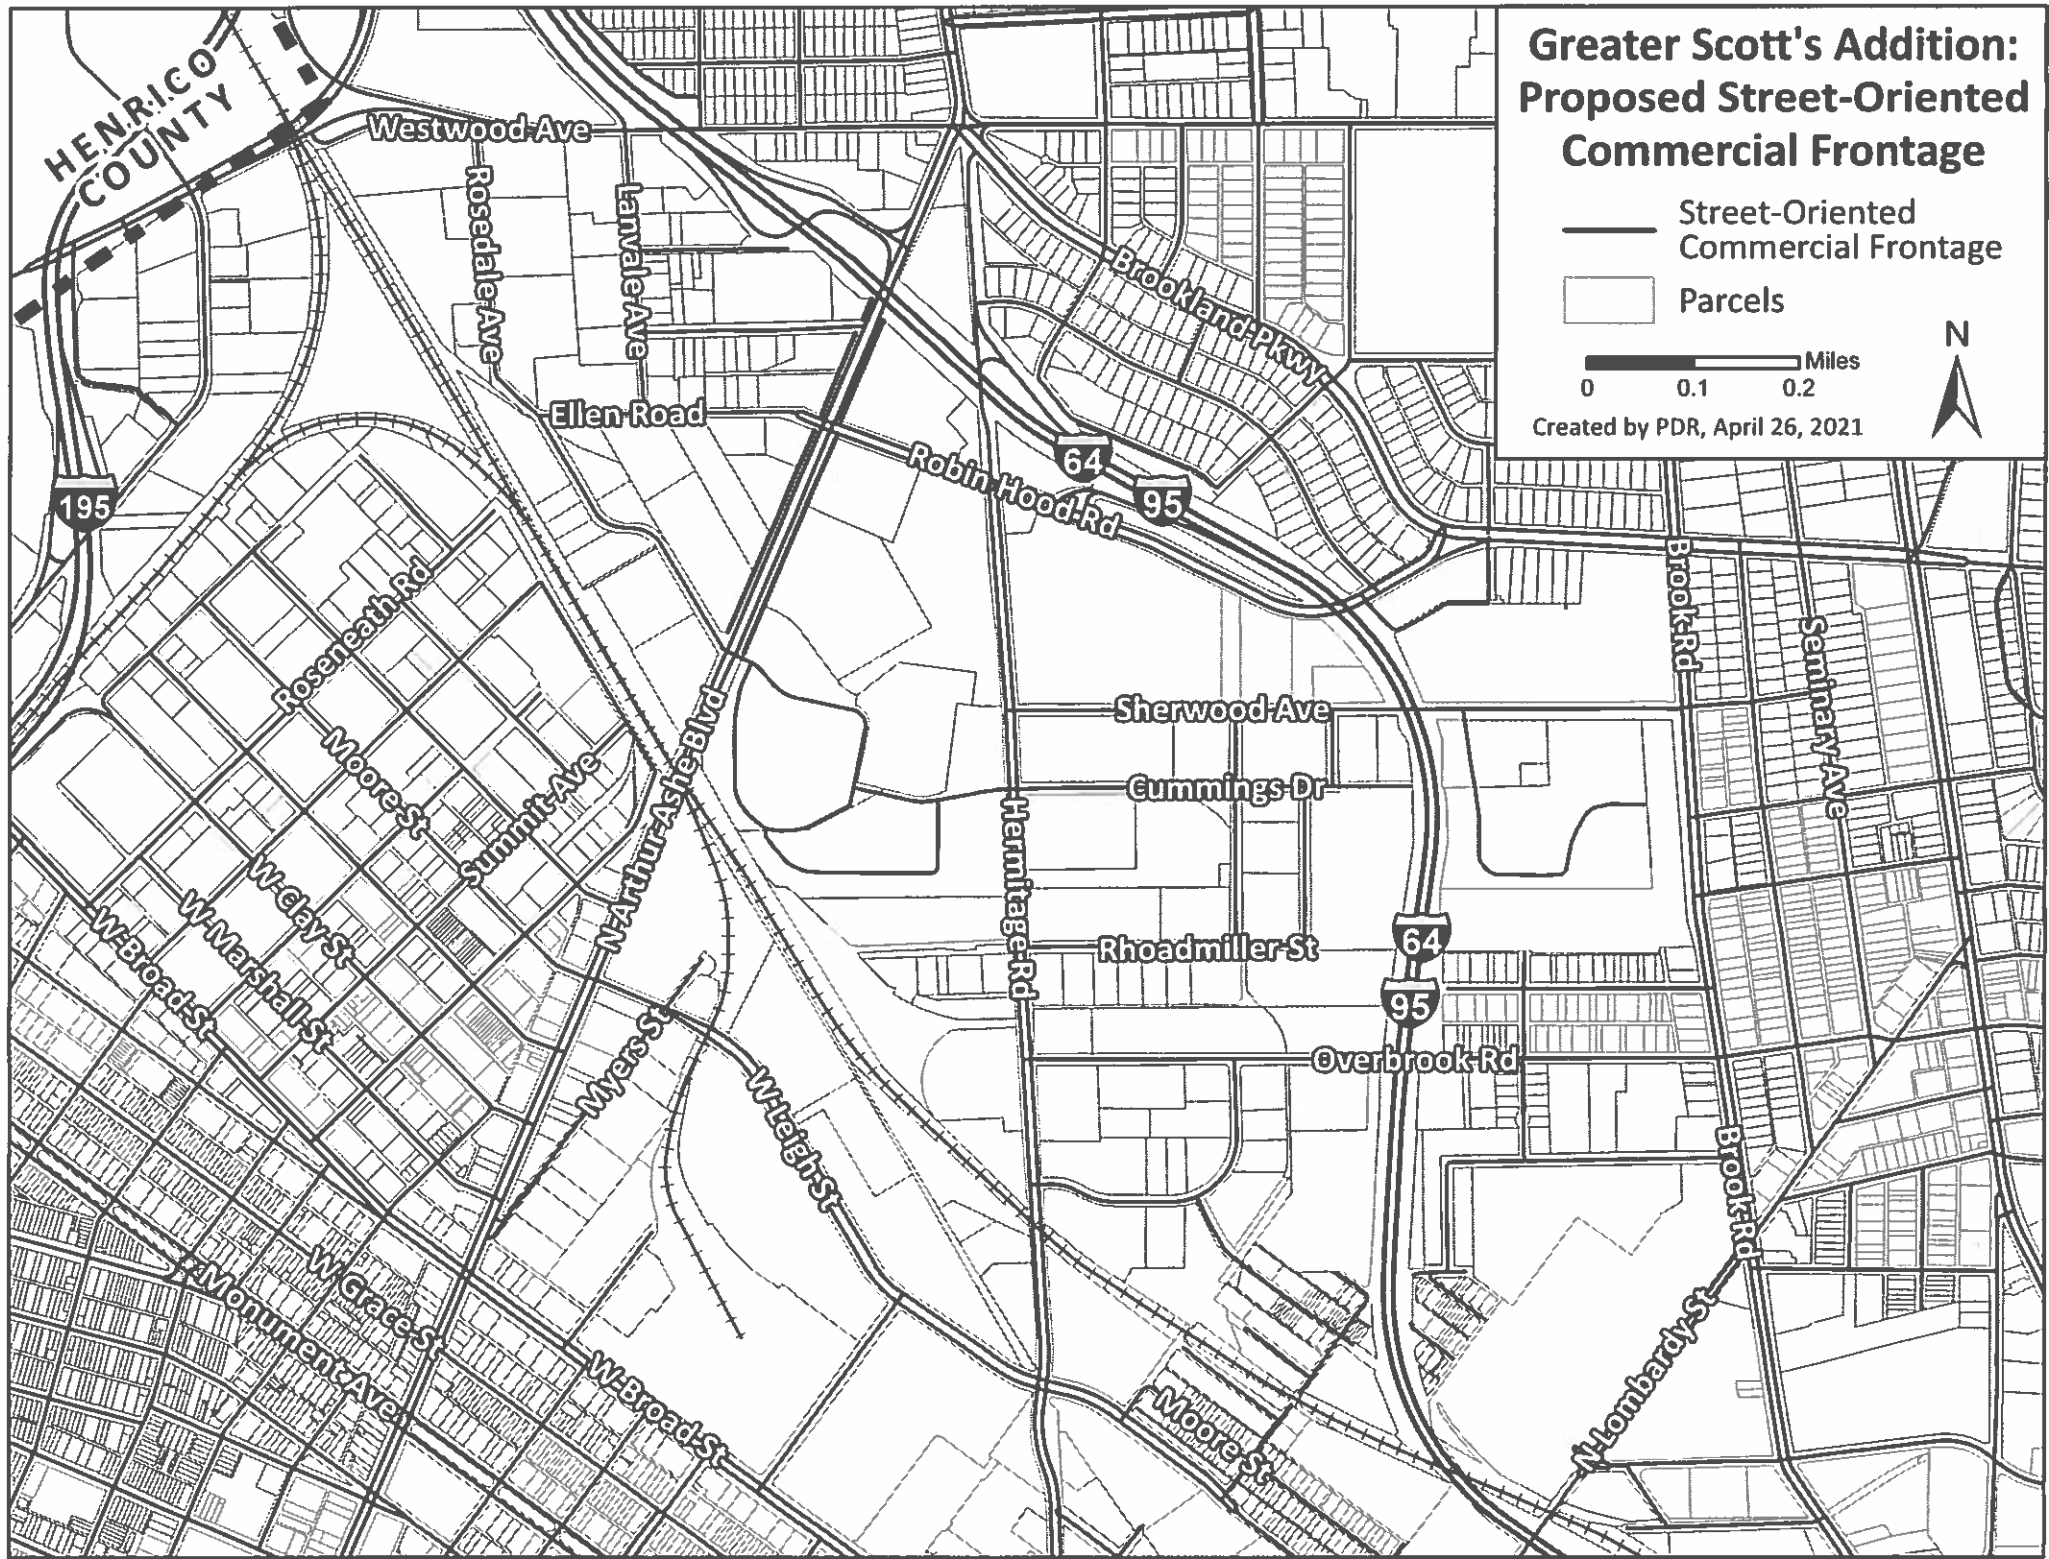 Greater Scott's Addition:
Proposed Street-Oriented
Commercial Frontage
Street-Oriented
Commercial Frontage
Parcels
N
Miles
0 0.1 0.2
Created by PDR, April 26, 2021
HENRICO
COUNTY
Westwood Ave
Rosedale Ave
Lanvale Ave
Brookland Pkwy
Ellen Road
Robin Hood Rd
64
95
195
Roseneath Rd
Brook Rd
Seminary Ave
Moore St
Summit Ave
N Arthur Ashe Blvd
Sherwood Ave
Cummings Dr
Hermitage Rd
W Clay St
W Marshall St
W Broad St
Rhoadmiller St
64
95
Myers St
Overbrook Rd
W Leigh St
Brook Rd
W Grace St
Monument Ave
W Broad St
Moore St
N Lombardy St